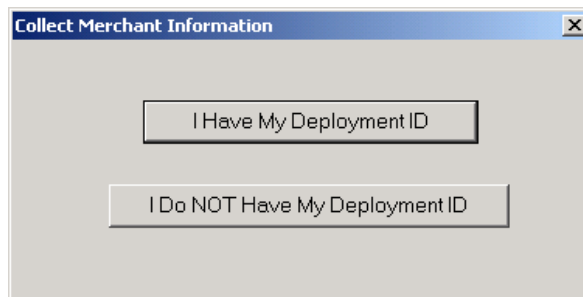 Collect Merchant Information
I Have My Deployment ID
I Do NOT Have My Deployment ID